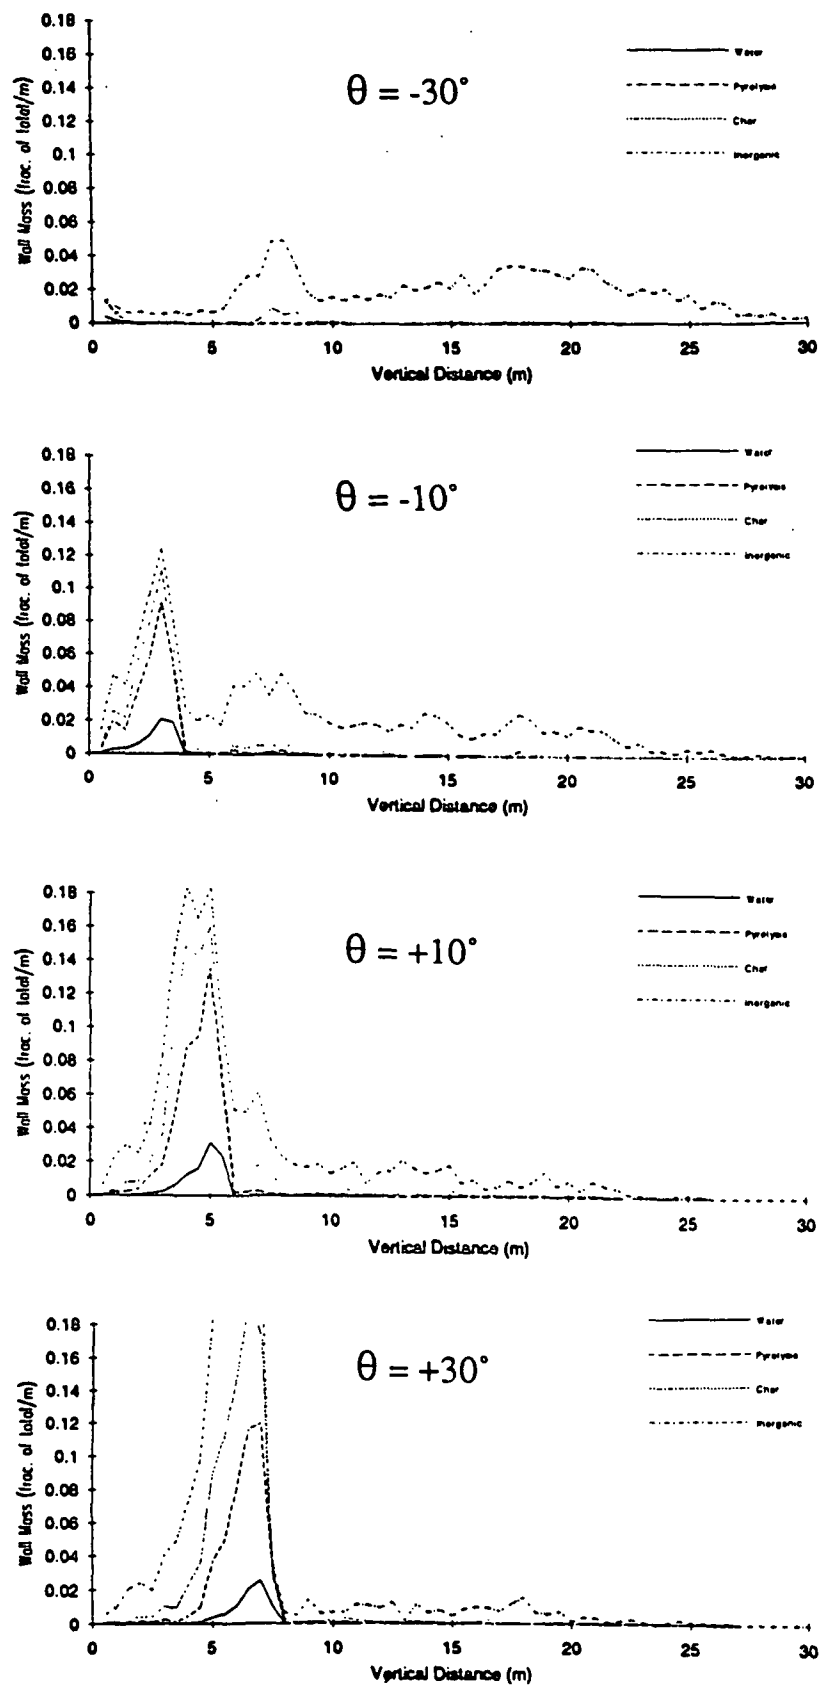 0.18
0.16
0.14
0.12
0.1
0.08
0.06
0.04
0.02
0
Wall Mass (frac. of total/m)
θ = -30°
Water
Pyrolysis
Char
Inorganic
0 5 10 15 20 25 30
Vertical Distance (m)
0.18
0.16
0.14
0.12
0.1
0.08
0.06
0.04
0.02
0
Wall Mass (frac. of total/m)
θ = -10°
Water
Pyrolysis
Char
Inorganic
0 5 10 15 20 25 30
Vertical Distance (m)
0.18
0.16
0.14
0.12
0.1
0.08
0.06
0.04
0.02
0
Wall Mass (frac. of total/m)
θ = +10°
Water
Pyrolysis
Char
Inorganic
0 5 10 15 20 25 30
Vertical Distance (m)
0.18
0.16
0.14
0.12
0.1
0.08
0.06
0.04
0.02
0
Wall Mass (frac. of total/m)
θ = +30°
Water
Pyrolysis
Char
Inorganic
0 5 10 15 20 25 30
Vertical Distance (m)